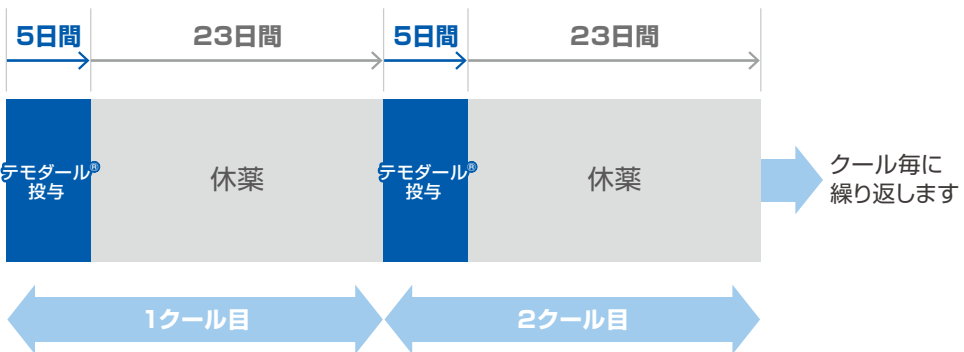 5日間
23日間
5日間
23日間
テモダール®
投与
休薬
テモダール®
投与
休薬
クール毎に
繰り返します
1クール目
2クール目